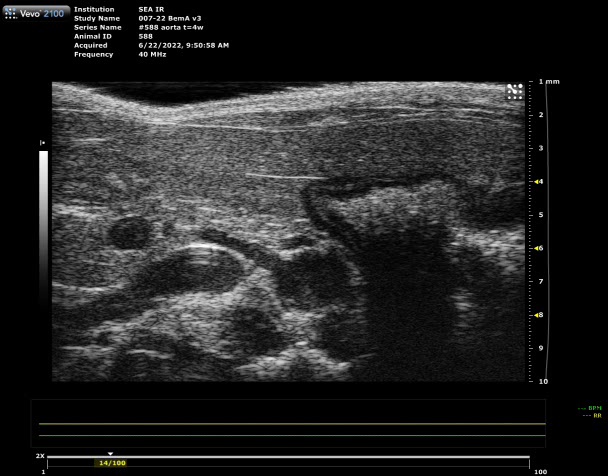 Vevo 2100
Institution SEA IR
Study Name 007-22 BemA v3
Series Name #588 aorta t=4w
Animal ID 588
Acquired 6/22/2022, 9:50:58 AM
Frequency 40 MHz
1 mm
2
3
4
5
6
7
8
9
10
--- BPM
--- RR
2X
14/100
1
100